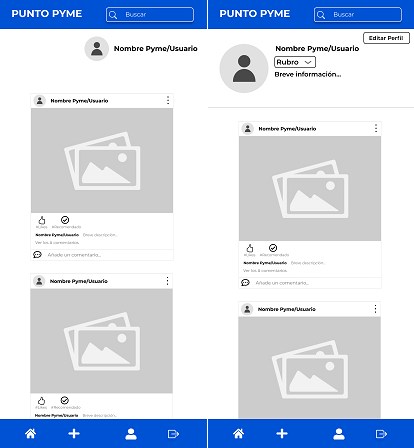 PUNTO PYME
Buscar
Nombre Pyme/Usuario
Nombre Pyme/Usuario
#Likes #Recomendado
Nombre Pyme/Usuario Breve descripción...
Ver los 6 comentarios
Añade un comentario...
Nombre Pyme/Usuario
#Likes #Recomendado
Nombre Pyme/Usuario Breve descripcion...
PUNTO PYME
Buscar
Editar Perfil
Nombre Pyme/Usuario
Rubro
Breve información...
Nombre Pyme/Usuario
#Likes #Recomendado
Nombre Pyme/Usuario Breve descripción...
Ver los 6 comentarios
Añade un comentario...
Nombre Pyme/Usuario